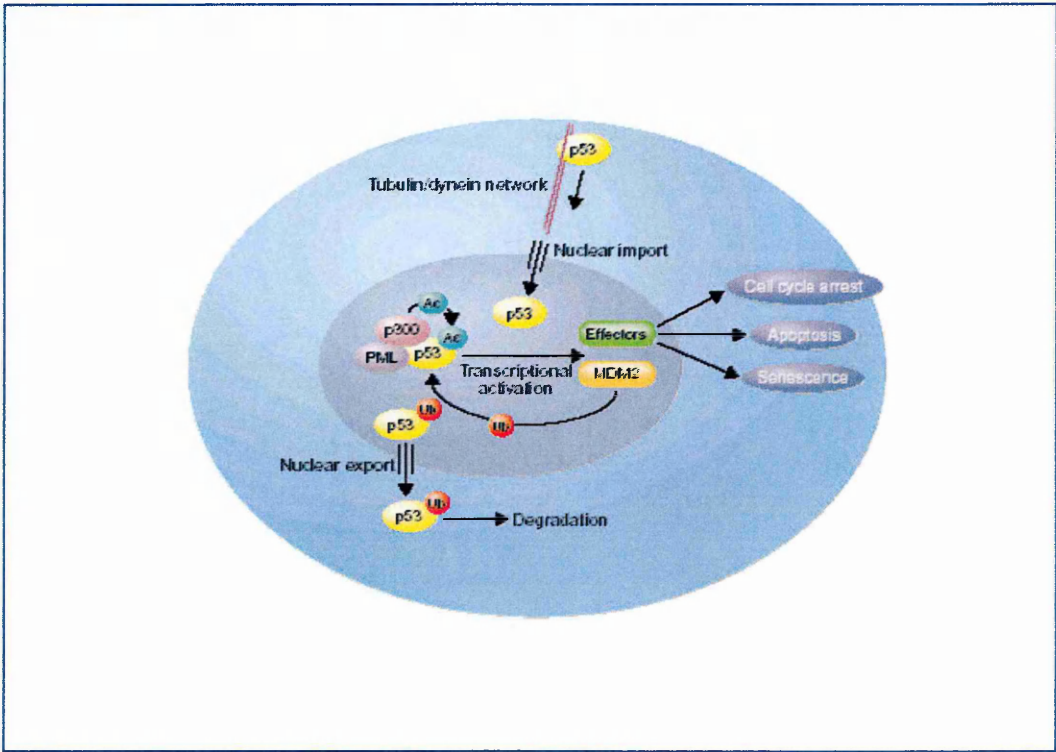 p53
Tubulin/dynein network
Nuclear import
Ac
p53
Cell cycle arrest
p300
Ac
Effectors
Apoptosis
PML
p53
Transcriptional
activation
MDM2
Senescence
Ub
p53
Ub
Nuclear export
Ub
p53
Degradation